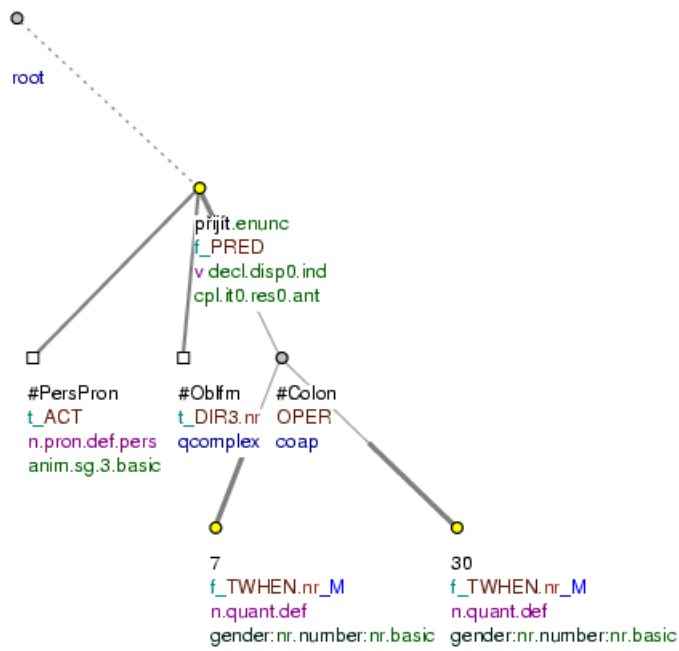 root
přijít.enunc
f_PRED
v decl.disp0.ind
cpl.it0.res0.ant
#PersPron
t_ACT
n.pron.def.pers
anim.sg.3.basic
#Oblfm
t_DIR3.nr
qcomplex
#Colon
OPER
coap
7
f_TWHEN.nr_M
n.quant.def
gender:nr.number:nr.basic
30
f_TWHEN.nr_M
n.quant.def
gender:nr.number:nr.basic